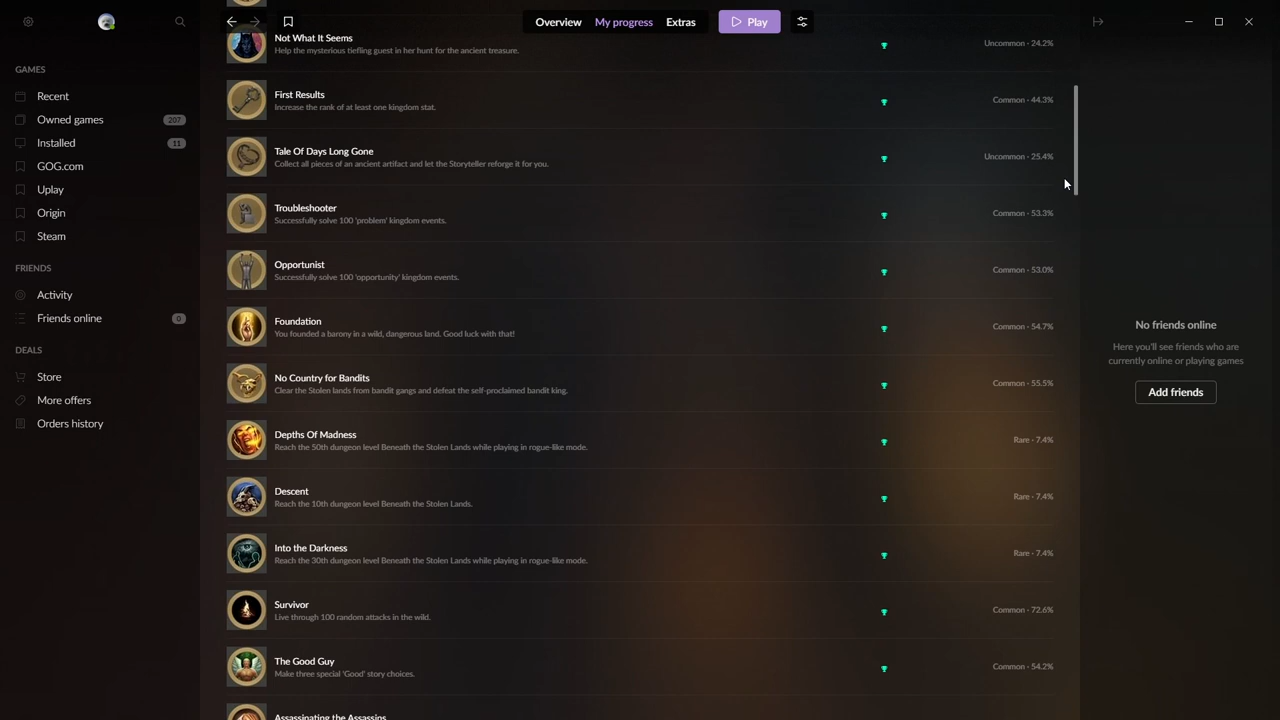 Overview
My progress
Extras
Play
GAMES
Recent
Owned games
207
Installed
11
GOG.com
Uplay
Origin
Steam
FRIENDS
Activity
Friends online
0
DEALS
Store
More offers
Orders history
Not What It Seems
Help the mysterious tiefling guest in her hunt for the ancient treasure.
Uncommon · 24.2%
First Results
Increase the rank of at least one kingdom stat.
Common · 44.3%
Tale Of Days Long Gone
Collect all pieces of an ancient artifact and let the Storyteller reforge it for you.
Uncommon · 25.4%
Troubleshooter
Successfully solve 100 'problem' kingdom events.
Common · 53.3%
Opportunist
Successfully solve 100 'opportunity' kingdom events.
Common · 53.0%
Foundation
You founded a barony in a wild, dangerous land. Good luck with that!
Common · 54.7%
No Country for Bandits
Clear the Stolen lands from bandit gangs and defeat the self-proclaimed bandit king.
Common · 55.5%
Depths Of Madness
Reach the 50th dungeon level Beneath the Stolen Lands while playing in rogue-like mode.
Rare · 7.4%
Descent
Reach the 10th dungeon level Beneath the Stolen Lands.
Rare · 7.4%
Into the Darkness
Reach the 30th dungeon level Beneath the Stolen Lands while playing in rogue-like mode.
Rare · 7.4%
Survivor
Live through 100 random attacks in the wild.
Common · 72.6%
The Good Guy
Make three special 'Good' story choices.
Common · 54.2%
Assassinating the Assassins
No friends online
Here you'll see friends who are
currently online or playing games
Add friends